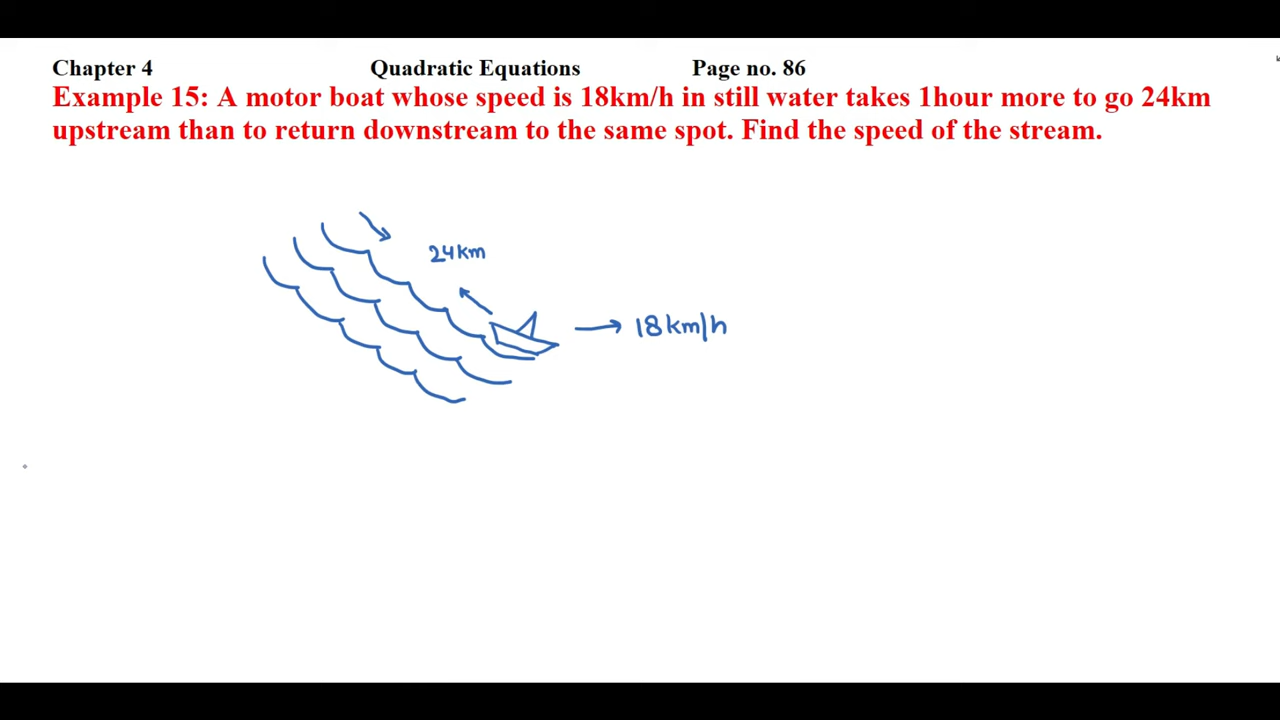 Chapter 4 Quadratic Equations Page no. 86
Example 15: A motor boat whose speed is 18km/h in still water takes 1hour more to go 24km
upstream than to return downstream to the same spot. Find the speed of the stream.
24km
18km/h